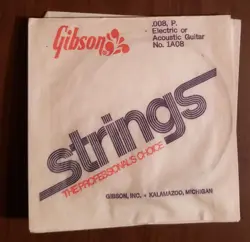 Gibson
.008, P.
Electric or
Acoustic Guitar
No. 1A08
strings
THE PROFESSIONAL'S CHOICE
GIBSON, INC. • KALAMAZOO, MICHIGAN